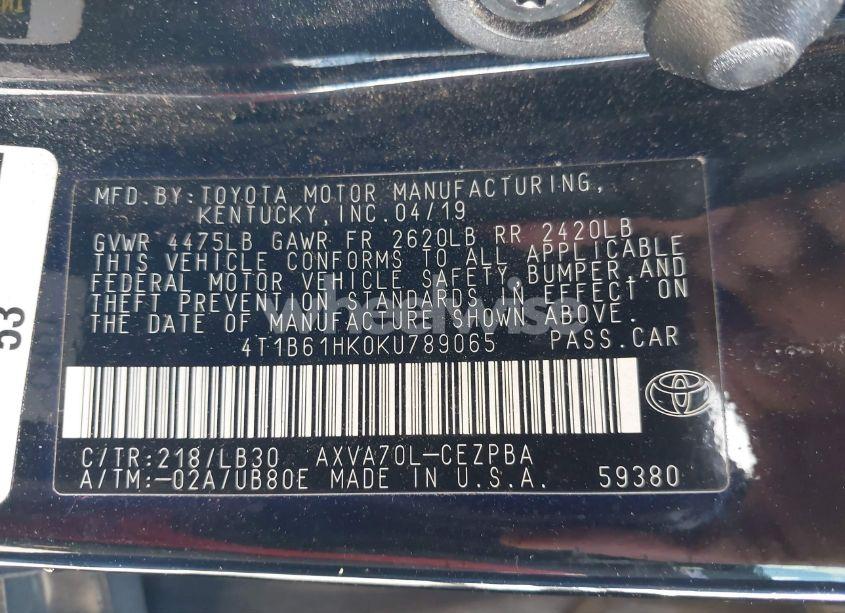 MFD.BY:TOYOTA MOTOR MANUFACTURING,
KENTUCKY, INC.04/19
GVWR 4475LB GAWR FR 2620LB RR 2420LB
THIS VEHICLE CONFORMS TO ALL APPLICABLE
FEDERAL MOTOR VEHICLE SAFETY, BUMPER,AND
THEFT PREVENTION STANDARDS IN EFFECT ON
THE DATE OF MANUFACTURE SHOWN ABOVE.
4T1B61HK0KU789065 PASS.CAR
C/TR:218/LB30 AXVA70L-CEZPBA
A/TM:-02A/UB80E MADE IN U.S.A. 59380
53
wheelwise